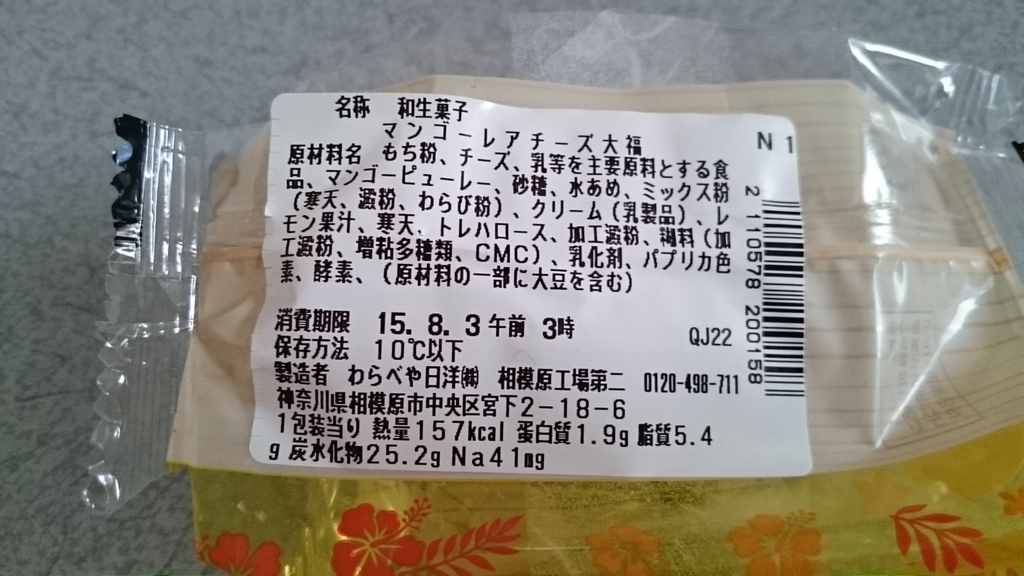 名称 和生菓子
マンゴーレアチーズ大福
N 1
原材料名 もち粉、チーズ、乳等を主要原料とする食
品、マンゴーピューレー、砂糖、水あめ、ミックス粉
(寒天、澱粉、わらび粉)、クリーム(乳製品)、レ
モン果汁、寒天、トレハロース、加工澱粉、糊料(加
工澱粉、増粘多糖類、CMC)、乳化剤、パプリカ色
素、酵素、(原材料の一部に大豆を含む)
2 110578 200158
消費期限 15. 8. 3 午前 3時
QJ22
保存方法 10℃以下
製造者 わらべや日洋㈱ 相模原工場第二 0120-498-711
神奈川県相模原市中央区宮下2-18-6
1包装当り 熱量157kcal 蛋白質1.9g 脂質5.4
g 炭水化物25.2g Na41mg